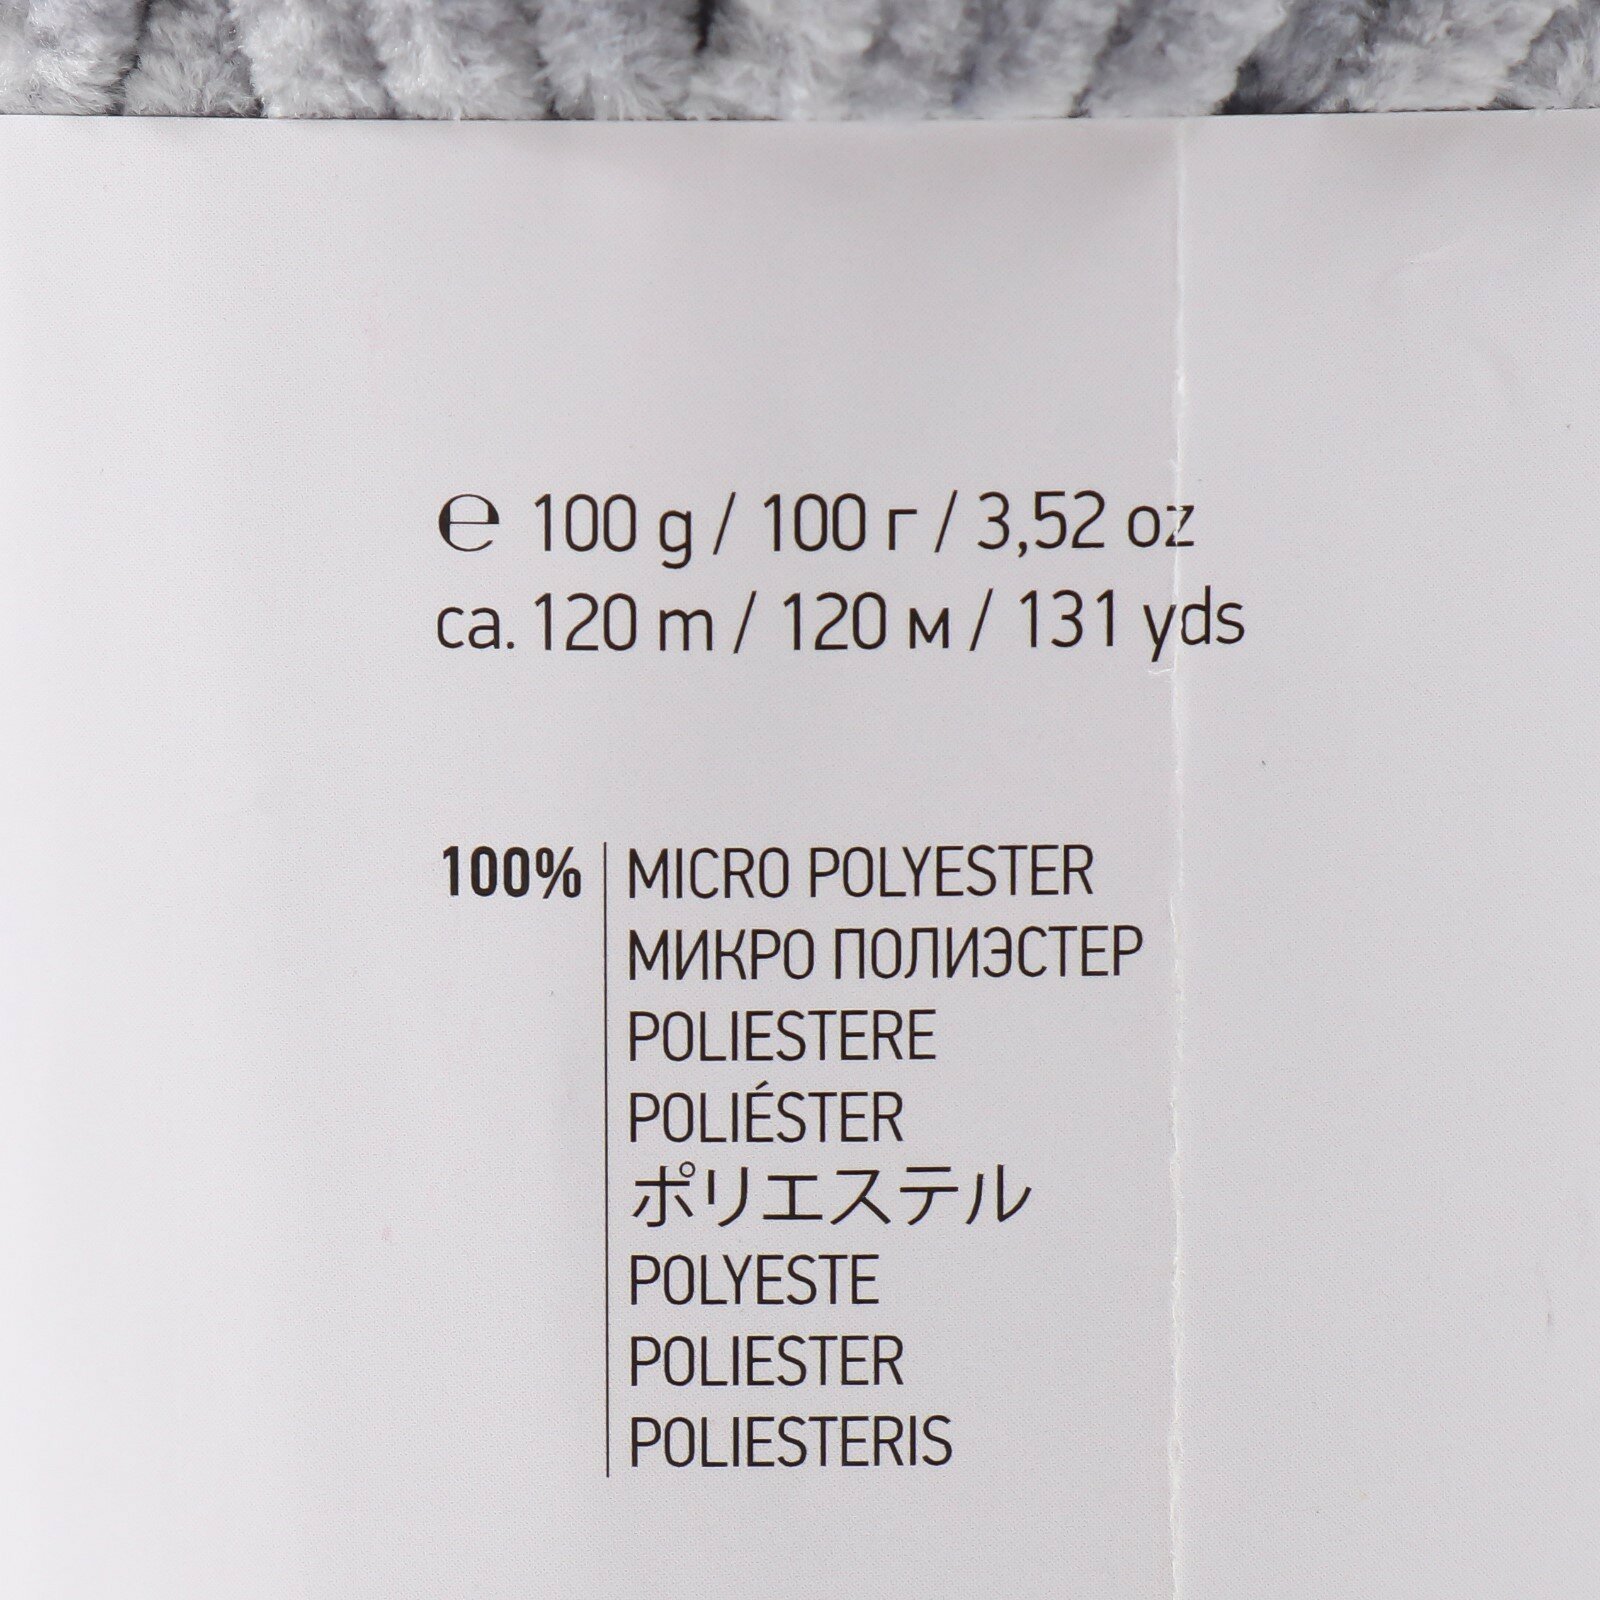 ℮ 100 g / 100 г / 3,52 oz
ca. 120 m / 120 м / 131 yds
100% MICRO POLYESTER
МИКРО ПОЛИЭСТЕР
POLIESTERE
POLIÉSTER
ポリエステル
POLYESTE
POLIESTER
POLIESTERIS